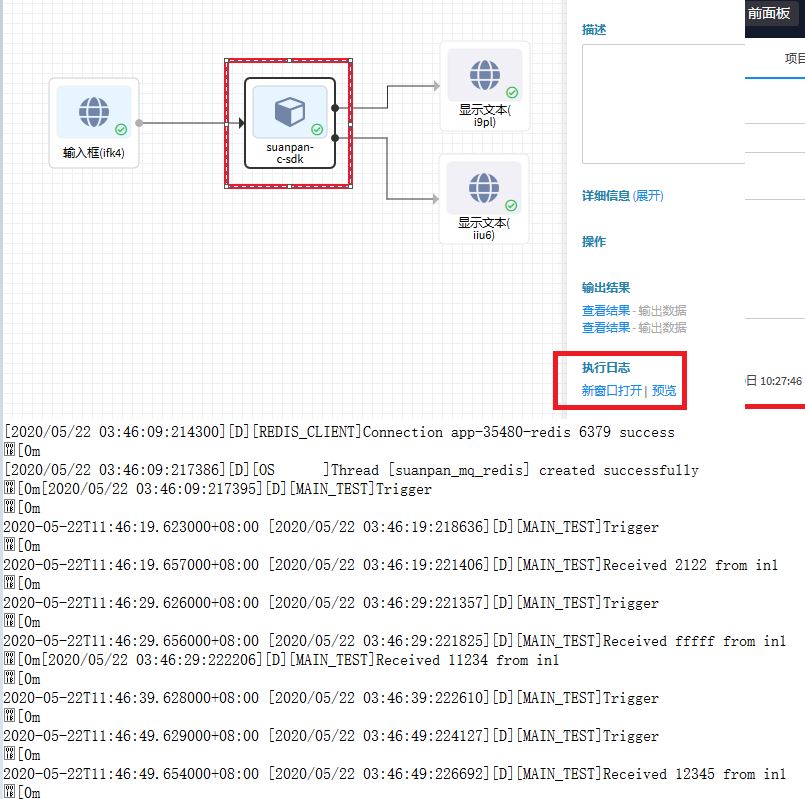 前面板
描述
项目
输入框(ifk4)
suanpan-
c-sdk
显示文本(
i9pl)
显示文本(
iiu6)
详细信息 (展开)
操作
输出结果
查看结果 - 输出数据
查看结果 - 输出数据
执行日志
新窗口打开 | 预览
日 10:27:46
[2020/05/22 03:46:09:214300][D][REDIS_CLIENT]Connection app-35480-redis 6379 success
[0m
[2020/05/22 03:46:09:217386][D][OS      ]Thread [suanpan_mq_redis] created successfully
[0m[2020/05/22 03:46:09:217395][D][MAIN_TEST]Trigger
[0m
2020-05-22T11:46:19.623000+08:00 [2020/05/22 03:46:19:218636][D][MAIN_TEST]Trigger
[0m
2020-05-22T11:46:19.657000+08:00 [2020/05/22 03:46:19:221406][D][MAIN_TEST]Received 2122 from in1
[0m
2020-05-22T11:46:29.626000+08:00 [2020/05/22 03:46:29:221357][D][MAIN_TEST]Trigger
[0m
2020-05-22T11:46:29.656000+08:00 [2020/05/22 03:46:29:221825][D][MAIN_TEST]Received fffff from in1
[0m[2020/05/22 03:46:29:222206][D][MAIN_TEST]Received 11234 from in1
[0m
2020-05-22T11:46:39.628000+08:00 [2020/05/22 03:46:39:222610][D][MAIN_TEST]Trigger
[0m
2020-05-22T11:46:49.629000+08:00 [2020/05/22 03:46:49:224127][D][MAIN_TEST]Trigger
[0m
2020-05-22T11:46:49.654000+08:00 [2020/05/22 03:46:49:226692][D][MAIN_TEST]Received 12345 from in1
[0m